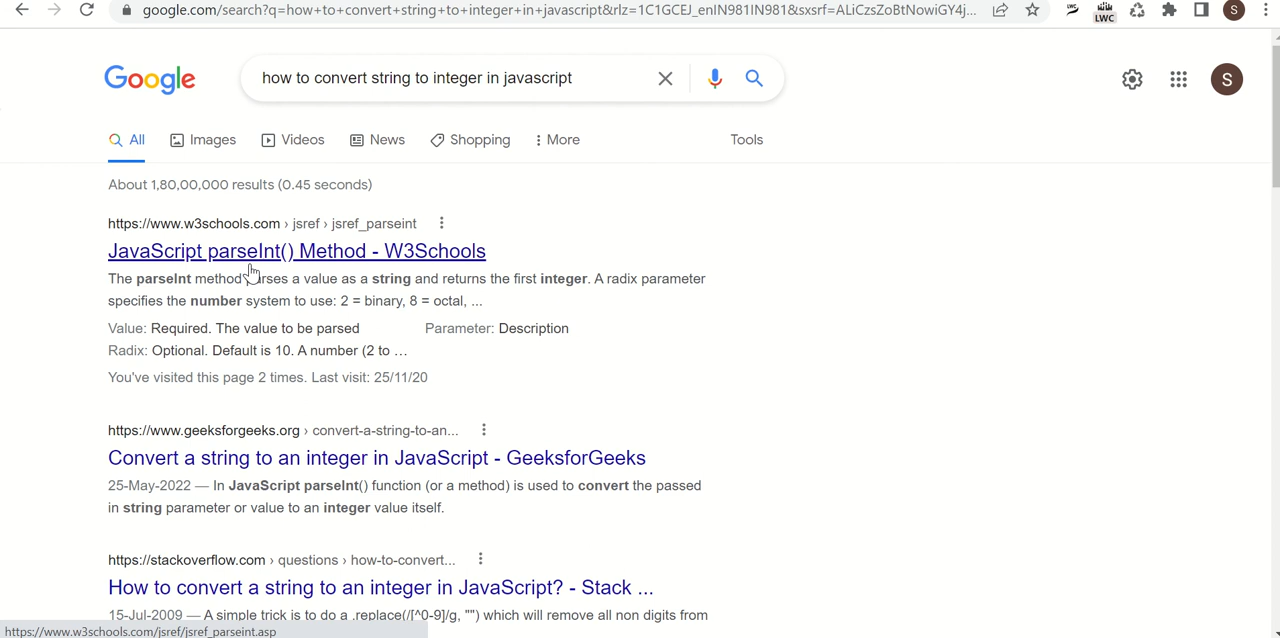 google.com/search?q=how+to+convert+string+to+integer+in+javascript&rlz=1C1GCEJ_enIN981IN981&sxsrf=ALiCzsZoBtNowiGY4j...
LWC
S
Google
how to convert string to integer in javascript
S
All Images Videos News Shopping More Tools
About 1,80,00,000 results (0.45 seconds)
https://www.w3schools.com › jsref › jsref_parseint
JavaScript parseInt() Method - W3Schools
The parseInt method parses a value as a string and returns the first integer. A radix parameter
specifies the number system to use: 2 = binary, 8 = octal, ...
Value: Required. The value to be parsed Parameter: Description
Radix: Optional. Default is 10. A number (2 to …
You've visited this page 2 times. Last visit: 25/11/20
https://www.geeksforgeeks.org › convert-a-string-to-an...
Convert a string to an integer in JavaScript - GeeksforGeeks
25-May-2022 — In JavaScript parseInt() function (or a method) is used to convert the passed
in string parameter or value to an integer value itself.
https://stackoverflow.com › questions › how-to-convert...
How to convert a string to an integer in JavaScript? - Stack ...
15-Jul-2009 — A simple trick is to do a .replace(/[^0-9]/g, "") which will remove all non digits from
https://www.w3schools.com/jsref/jsref_parseint.asp